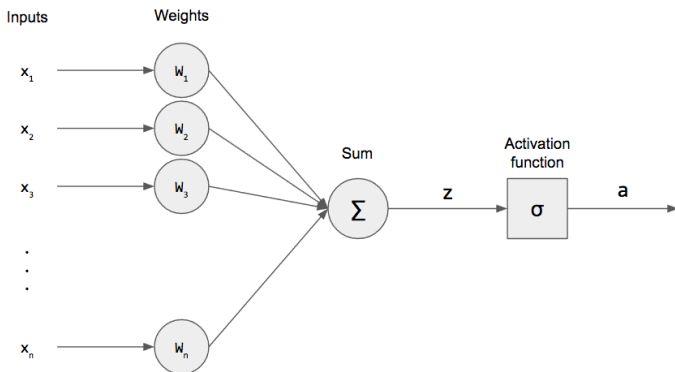 Inputs
Weights
x₁
W₁
x₂
W₂
x₃
W₃
.
.
.
xₙ
Wₙ
Sum
Σ
z
Activation
function
σ
a